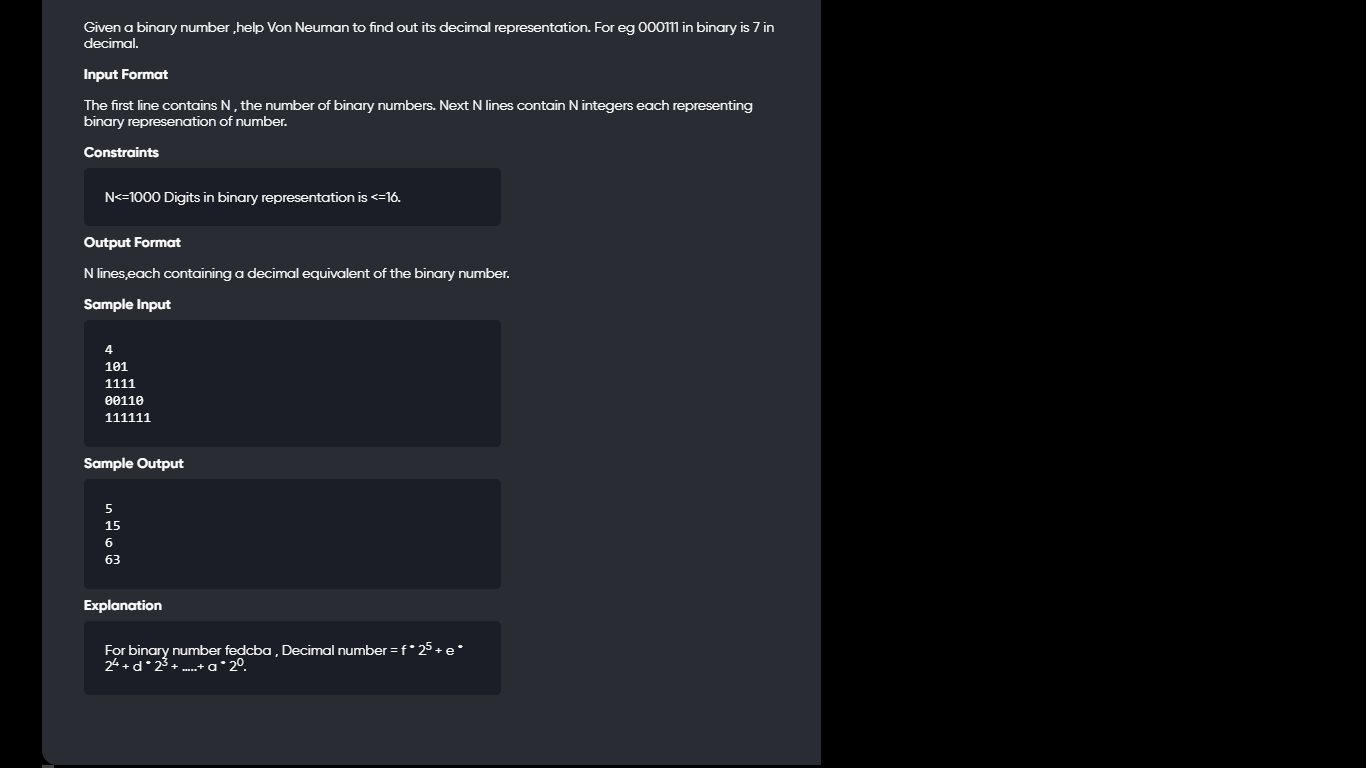 Given a binary number ,help Von Neuman to find out its decimal representation. For eg 000111 in binary is 7 in
decimal.
Input Format
The first line contains N , the number of binary numbers. Next N lines contain N integers each representing
binary represenation of number.
Constraints
N<=1000 Digits in binary representation is <=16.
Output Format
N lines,each containing a decimal equivalent of the binary number.
Sample Input
4
101
1111
00110
111111
Sample Output
5
15
6
63
Explanation
For binary number fedcba , Decimal number = f * 2⁵ + e *
2⁴ + d * 2³ + .....+ a * 2⁰.